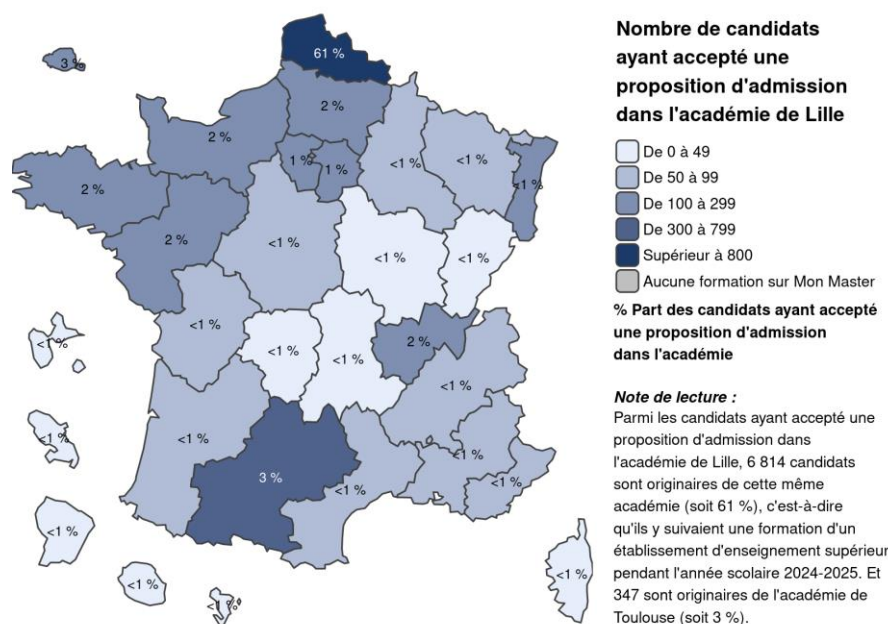 Nombre de candidats
ayant accepté une
proposition d'admission
dans l'académie de Lille
De 0 à 49
De 50 à 99
De 100 à 299
De 300 à 799
Supérieur à 800
Aucune formation sur Mon Master
% Part des candidats ayant accepté
une proposition d'admission
dans l'académie
Note de lecture :
Parmi les candidats ayant accepté une
proposition d'admission dans
l'académie de Lille, 6 814 candidats
sont originaires de cette même
académie (soit 61 %), c'est-à-dire
qu'ils y suivaient une formation d'un
établissement d'enseignement supérieur
pendant l'année scolaire 2024-2025. Et
347 sont originaires de l'académie de
Toulouse (soit 3 %).
61 %
3 %
2 %
2 %
1 %
1 %
<1 %
<1 %
<1 %
2 %
2 %
<1 %
<1 %
<1 %
<1 %
<1 %
<1 %
2 %
<1 %
<1 %
<1 %
<1 %
<1 %
3 %
<1 %
<1 %
<1 %
<1 %
<1 %
<1 %